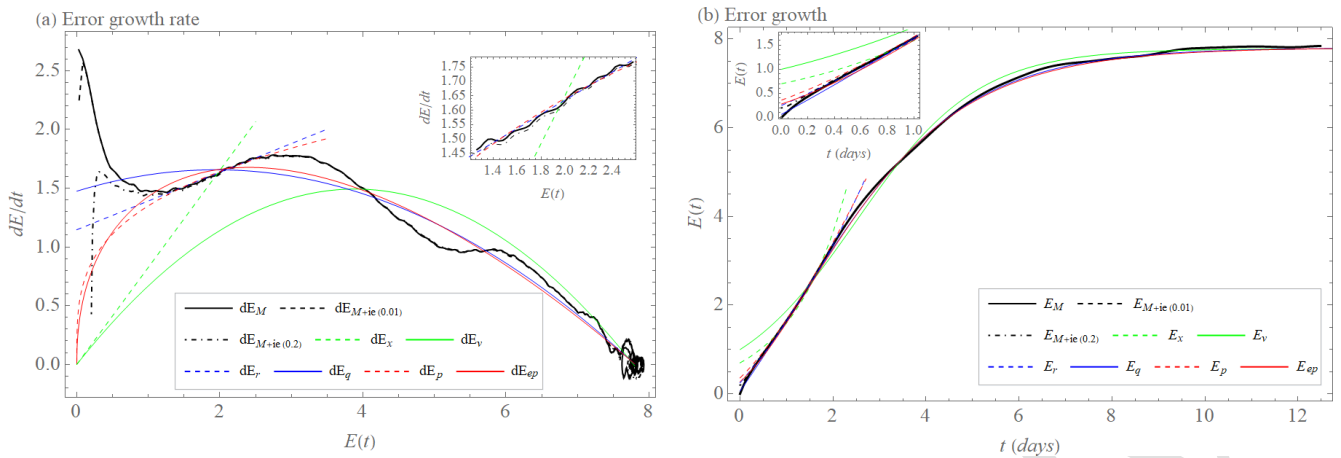 (a) Error growth rate
dE/dt
2.5
2.0
1.5
1.0
0.5
0.0
0 2 4 6 8
E(t)
dE/dt
1.75
1.70
1.65
1.60
1.55
1.50
1.45
1.4 1.6 1.8 2.0 2.2 2.4
E(t)
dE_M dE_M+ie (0.01)
dE_M+ie (0.2) dE_x dE_v
dE_r dE_q dE_p dE_ep
(b) Error growth
E(t)
8
6
4
2
0
0 2 4 6 8 10 12
t (days)
E(t)
1.5
1.0
0.5
0.0
0.0 0.2 0.4 0.6 0.8 1.0
t (days)
E_M E_M+ie (0.01)
E_M+ie (0.2) E_x E_v
E_r E_q E_p E_ep